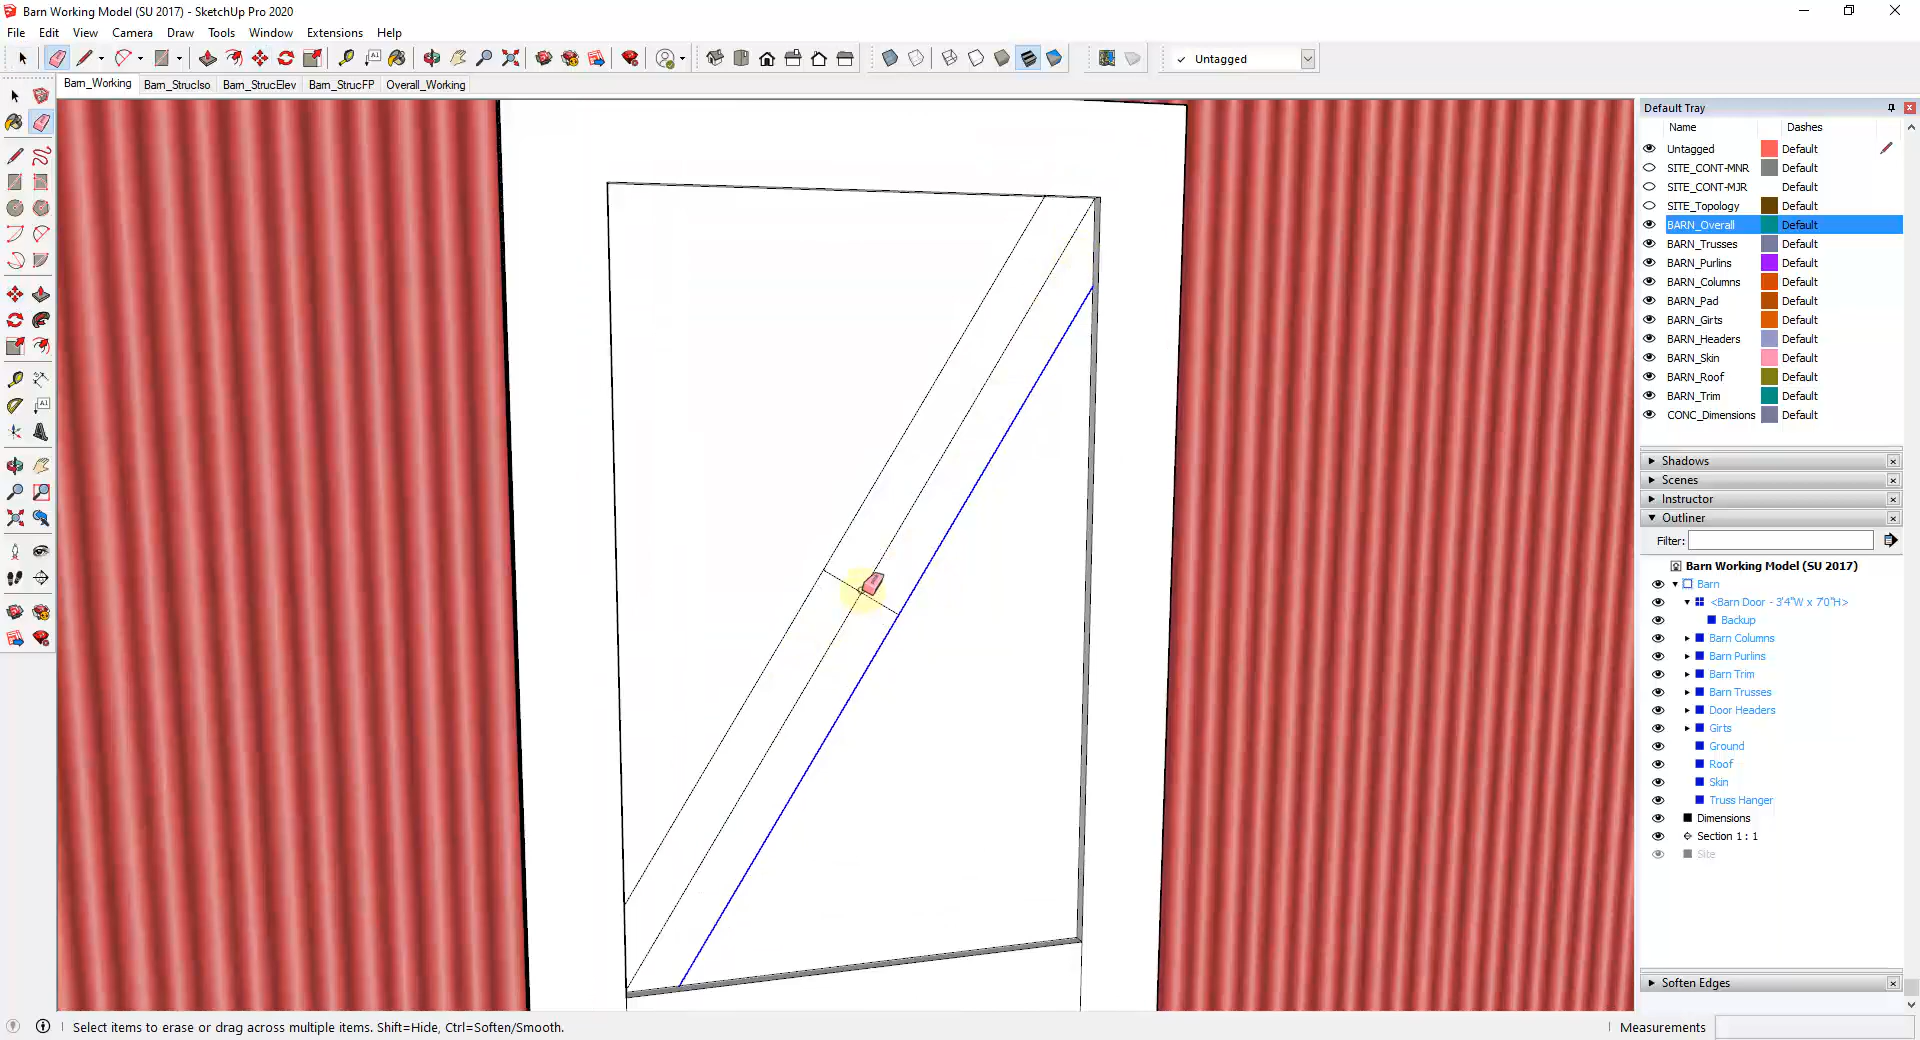 Barn Working Model (SU 2017) - SketchUp Pro 2020
File Edit View Camera Draw Tools Window Extensions Help
Untagged
Barn_Working Barn_StrucIso Barn_StrucElev Barn_StrucFP Overall_Working
Default Tray
Name Dashes
Untagged Default
SITE_CONT-MNR Default
SITE_CONT-MJR Default
SITE_Topology Default
BARN_Overall Default
BARN_Trusses Default
BARN_Purlins Default
BARN_Columns Default
BARN_Pad Default
BARN_Girts Default
BARN_Headers Default
BARN_Skin Default
BARN_Roof Default
BARN_Trim Default
CONC_Dimensions Default
Shadows
Scenes
Instructor
Outliner
Filter:
Barn Working Model (SU 2017)
Barn
<Barn Door - 3'4"W x 7'0"H>
Backup
Barn Columns
Barn Purlins
Barn Trim
Barn Trusses
Door Headers
Girts
Ground
Roof
Skin
Truss Hanger
Dimensions
Section 1 : 1
Site
Soften Edges
Select items to erase or drag across multiple items. Shift=Hide, Ctrl=Soften/Smooth.
Measurements